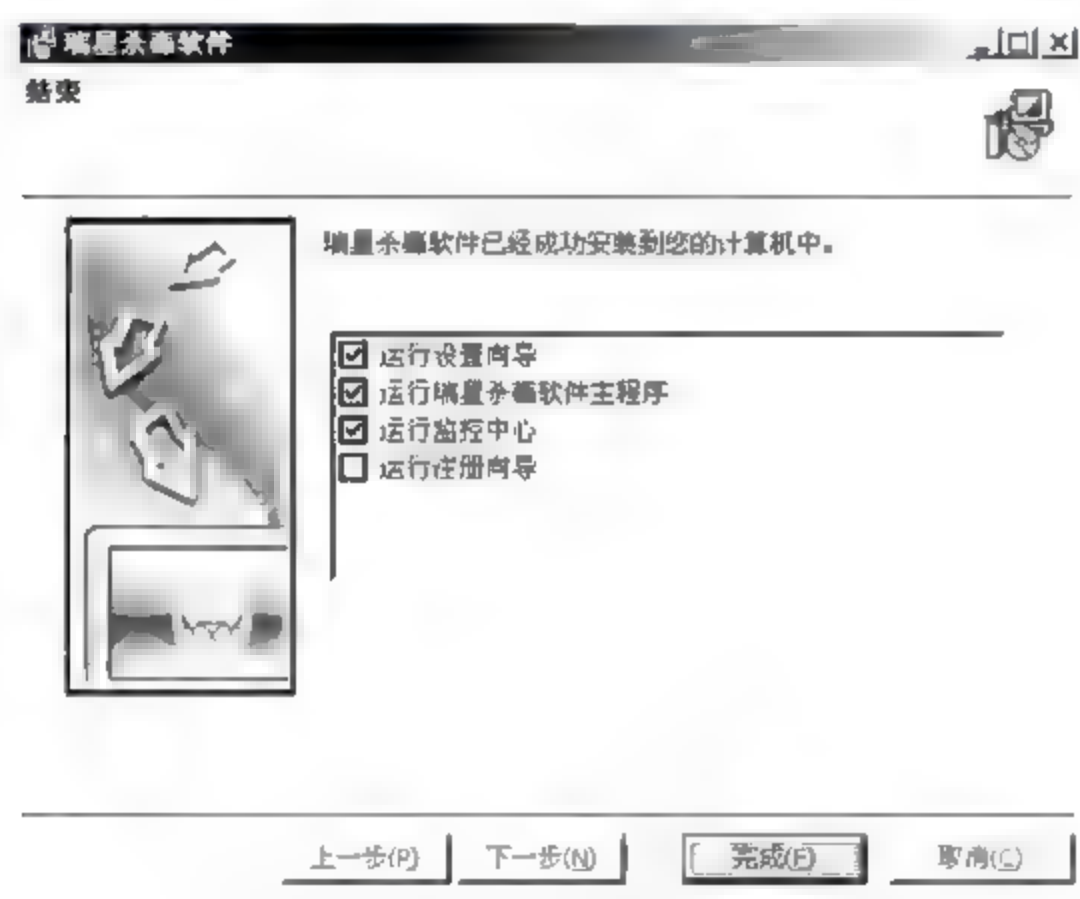 瑞星杀毒软件
结束
瑞星杀毒软件已经成功安装到您的计算机中。
运行设置向导
运行瑞星杀毒软件主程序
运行监控中心
运行注册向导
上一步(P) 下一步(N) 完成(F) 取消(C)